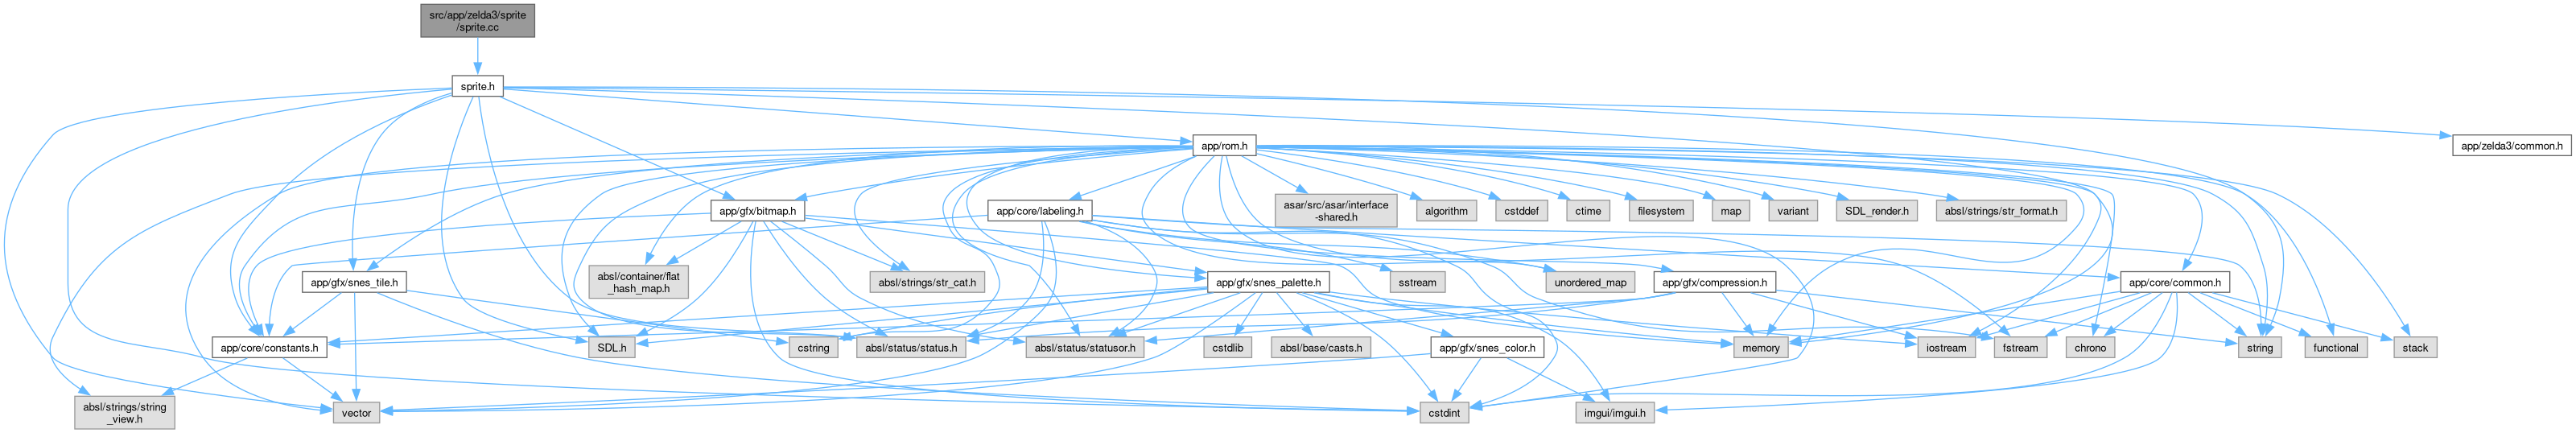 src/app/zelda3/sprite
/sprite.cc
sprite.h
app/rom.h
app/zelda3/common.h
app/gfx/bitmap.h
app/core/labeling.h
asar/src/asar/interface
-shared.h
algorithm
cstddef
ctime
filesystem
map
variant
SDL_render.h
absl/strings/str_format.h
app/gfx/snes_tile.h
absl/container/flat
_hash_map.h
absl/strings/str_cat.h
app/gfx/snes_palette.h
sstream
unordered_map
app/gfx/compression.h
app/core/common.h
app/core/constants.h
SDL.h
cstring
absl/status/status.h
absl/status/statusor.h
cstdlib
absl/base/casts.h
app/gfx/snes_color.h
memory
iostream
fstream
chrono
string
functional
stack
absl/strings/string
_view.h
vector
cstdint
imgui/imgui.h